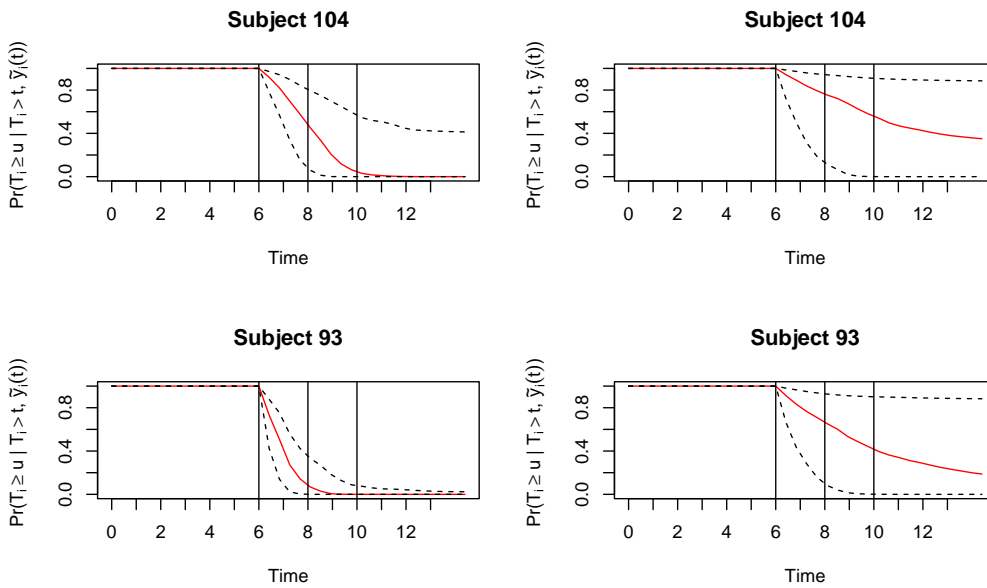 Subject 104
Pr(Tᵢ ≥ u | Tᵢ > t, ỹᵢ(t))
0.0 0.4 0.8
0 2 4 6 8 10 12
Time
Subject 104
Pr(Tᵢ ≥ u | Tᵢ > t, ỹᵢ(t))
0.0 0.4 0.8
0 2 4 6 8 10 12
Time
Subject 93
Pr(Tᵢ ≥ u | Tᵢ > t, ỹᵢ(t))
0.0 0.4 0.8
0 2 4 6 8 10 12
Time
Subject 93
Pr(Tᵢ ≥ u | Tᵢ > t, ỹᵢ(t))
0.0 0.4 0.8
0 2 4 6 8 10 12
Time